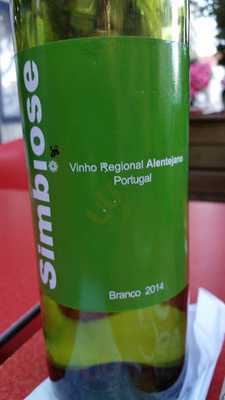 Simbiose
Vinho Regional Alentejano
Portugal
Branco 2014